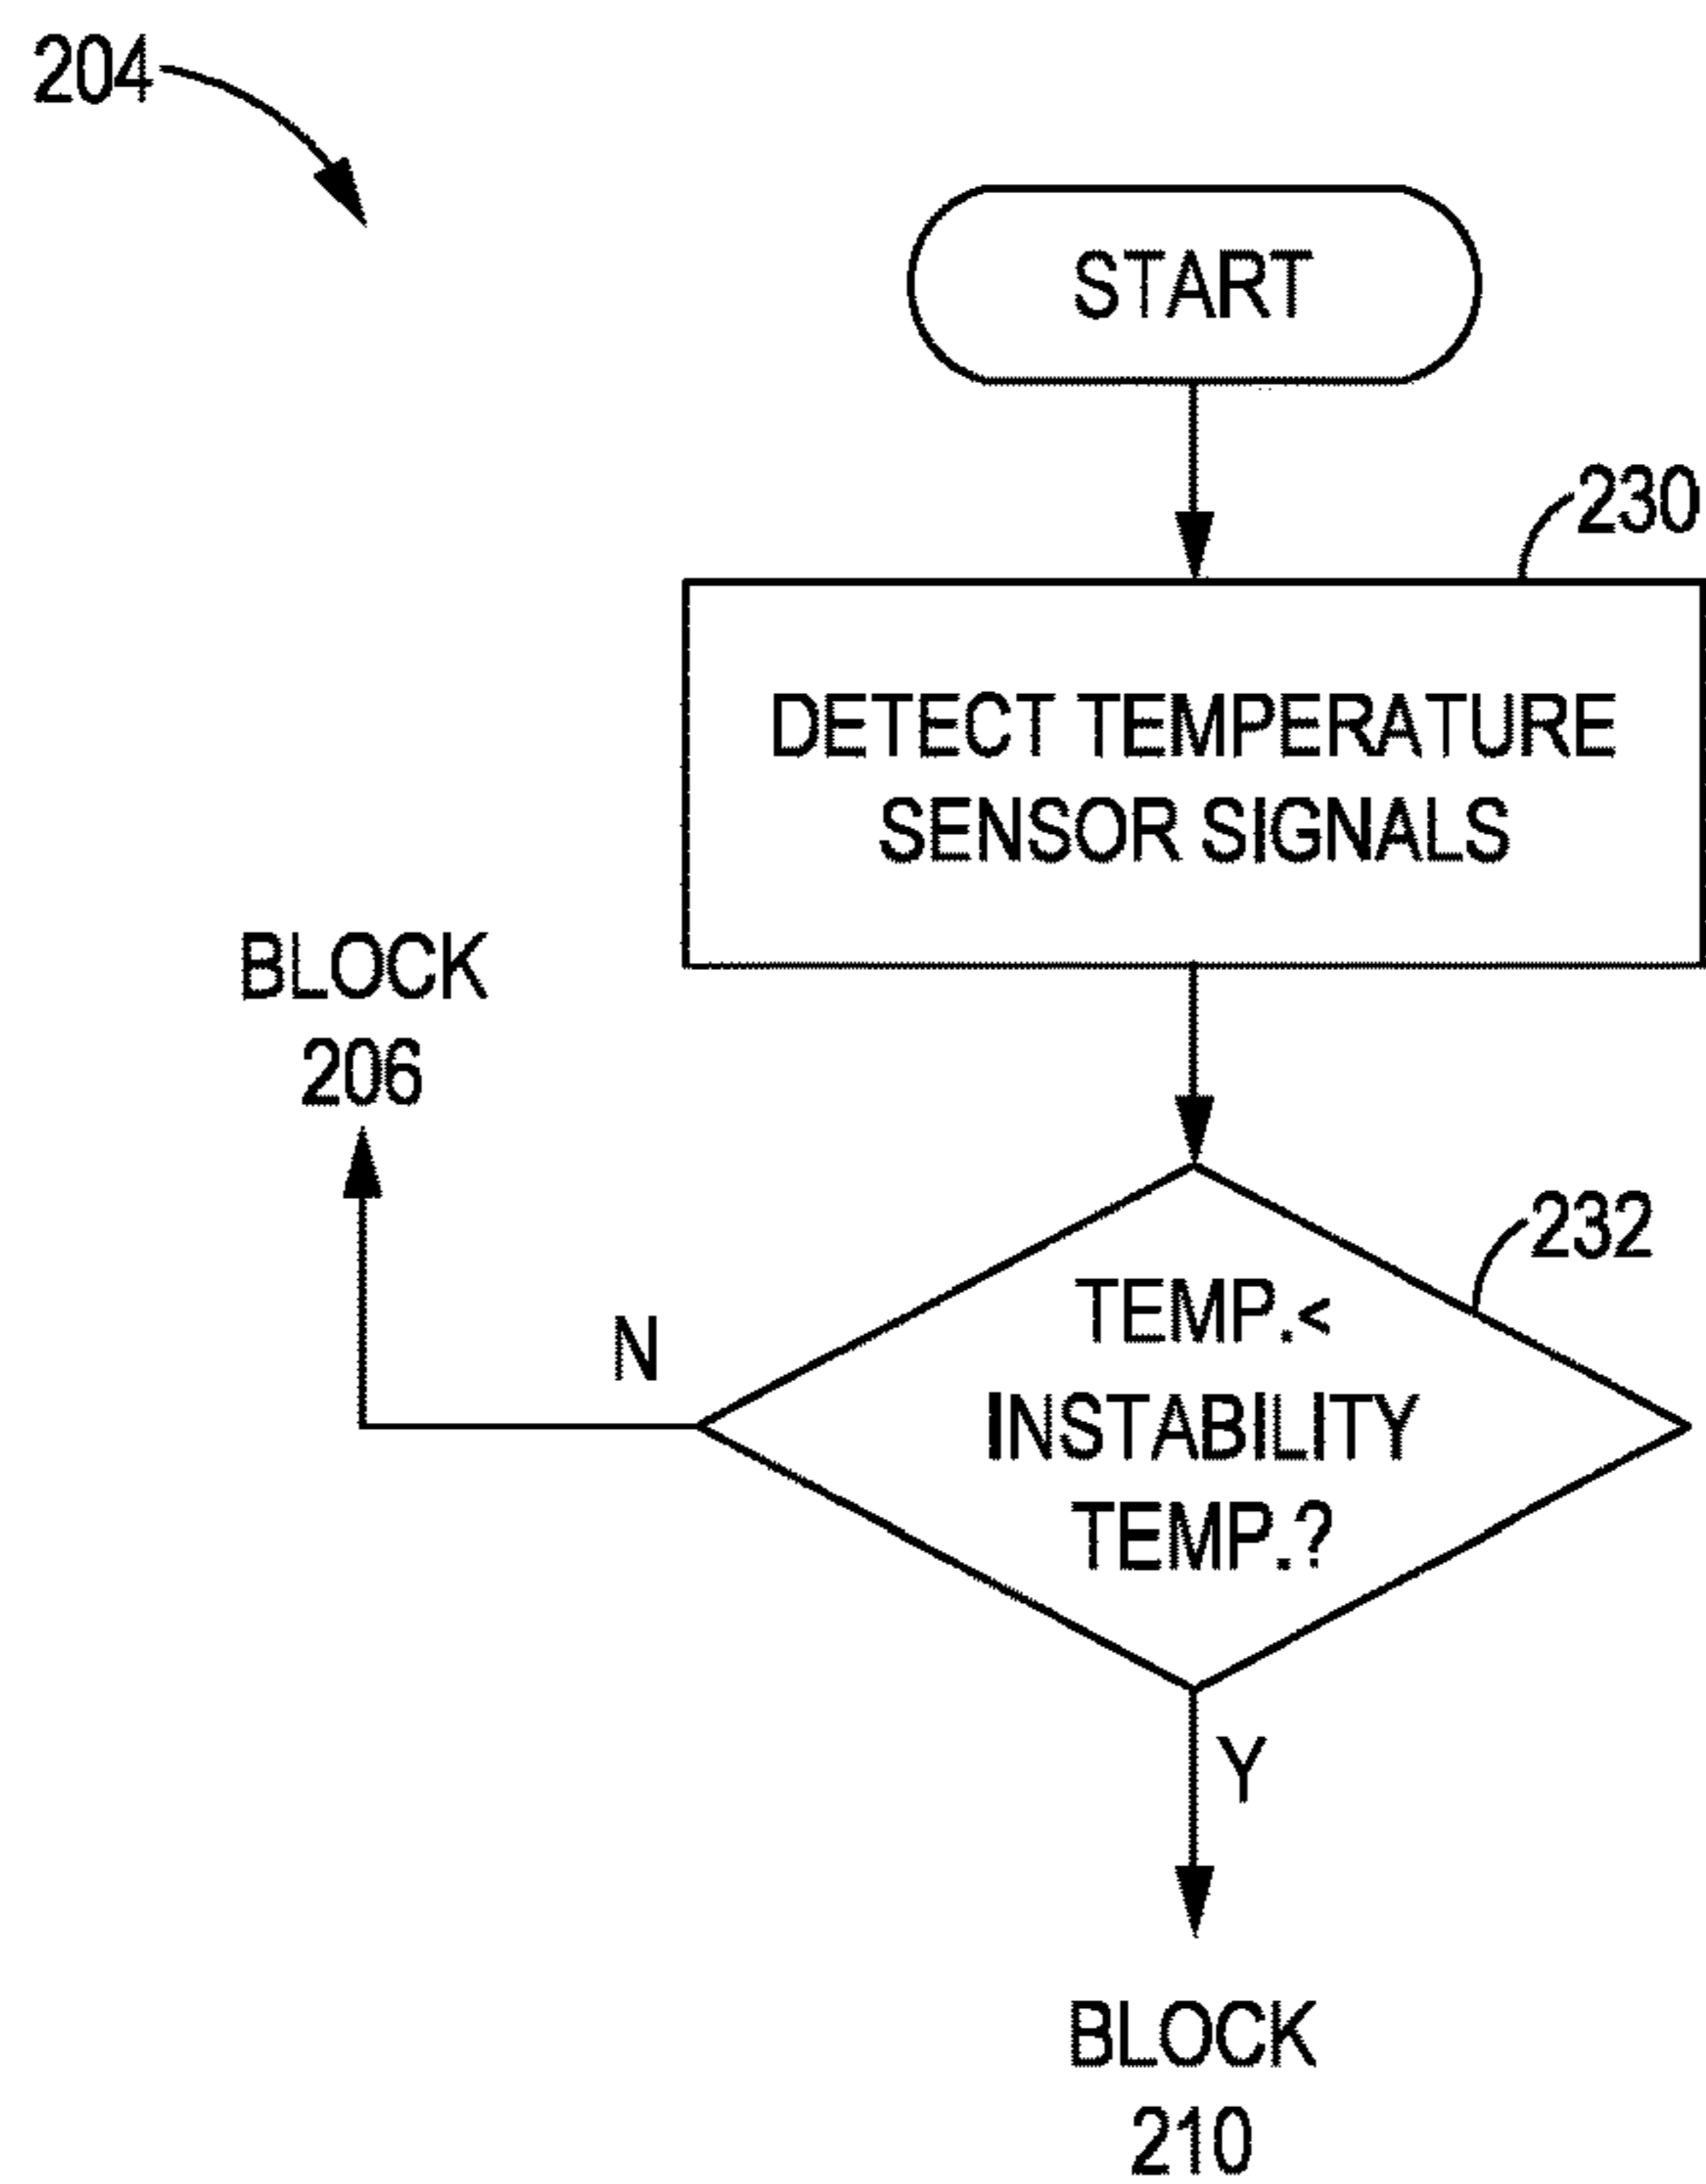 204
START
230
DETECT TEMPERATURE
SENSOR SIGNALS
BLOCK
206
232
TEMP.<
INSTABILITY
TEMP.?
N
Y
BLOCK
210